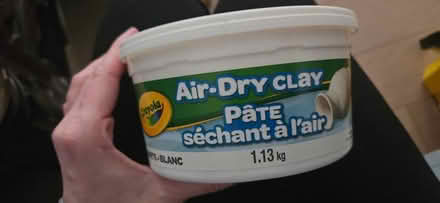 Crayola
AIR-DRY CLAY
PÂTE
séchant à l'air
BLANC
1.13 kg